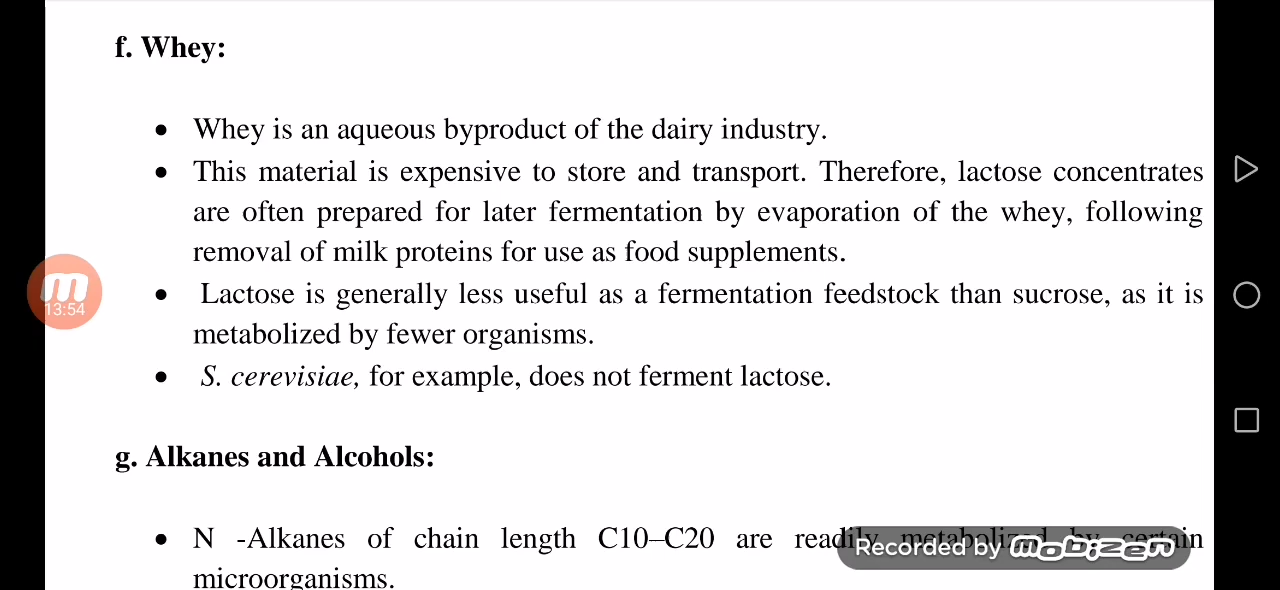 f. Whey:
• Whey is an aqueous byproduct of the dairy industry.
• This material is expensive to store and transport. Therefore, lactose concentrates
are often prepared for later fermentation by evaporation of the whey, following
removal of milk proteins for use as food supplements.
• Lactose is generally less useful as a fermentation feedstock than sucrose, as it is
metabolized by fewer organisms.
• S. cerevisiae, for example, does not ferment lactose.
13:54
g. Alkanes and Alcohols:
• N -Alkanes of chain length C10–C20 are readily metabolized by certain
microorganisms.
Recorded by mobizen